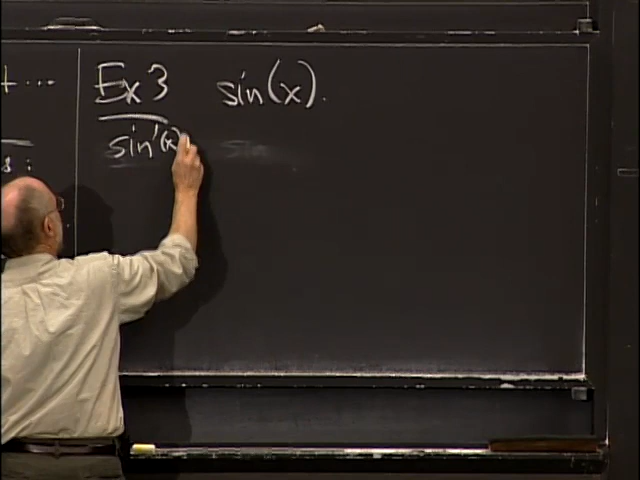 + ...
Ex 3 sin(x).
sin'(x)